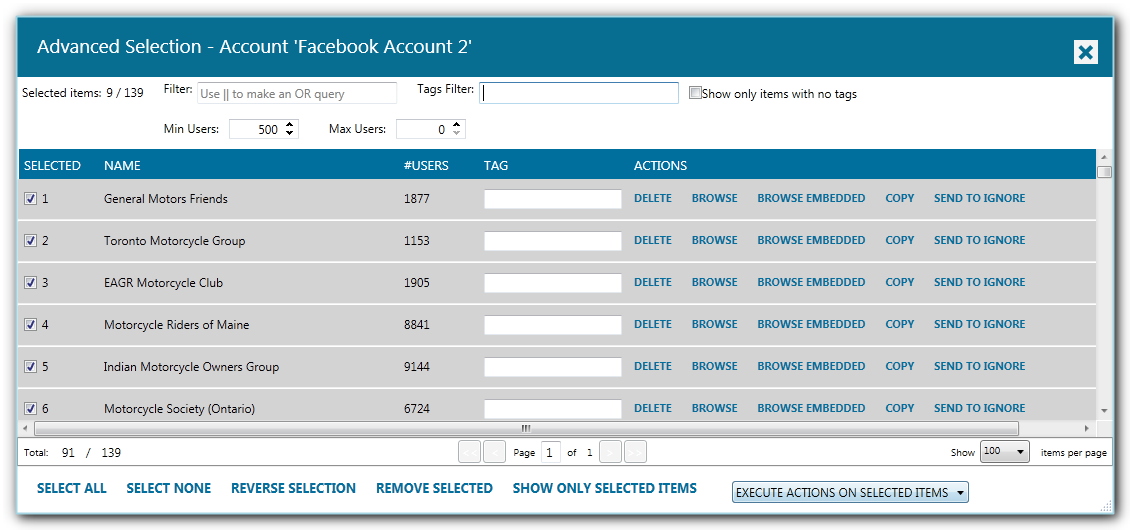 Advanced Selection - Account 'Facebook Account 2'
Selected items: 9 / 139 Filter: Use || to make an OR query Tags Filter: Show only items with no tags
Min Users: 500 Max Users: 0
SELECTED NAME #USERS TAG ACTIONS
1 General Motors Friends 1877 DELETE BROWSE BROWSE EMBEDDED COPY SEND TO IGNORE
2 Toronto Motorcycle Group 1153 DELETE BROWSE BROWSE EMBEDDED COPY SEND TO IGNORE
3 EAGR Motorcycle Club 1905 DELETE BROWSE BROWSE EMBEDDED COPY SEND TO IGNORE
4 Motorcycle Riders of Maine 8841 DELETE BROWSE BROWSE EMBEDDED COPY SEND TO IGNORE
5 Indian Motorcycle Owners Group 9144 DELETE BROWSE BROWSE EMBEDDED COPY SEND TO IGNORE
6 Motorcycle Society (Ontario) 6724 DELETE BROWSE BROWSE EMBEDDED COPY SEND TO IGNORE
Total: 91 / 139 << < Page 1 of 1 > >> Show 100 items per page
SELECT ALL SELECT NONE REVERSE SELECTION REMOVE SELECTED SHOW ONLY SELECTED ITEMS EXECUTE ACTIONS ON SELECTED ITEMS